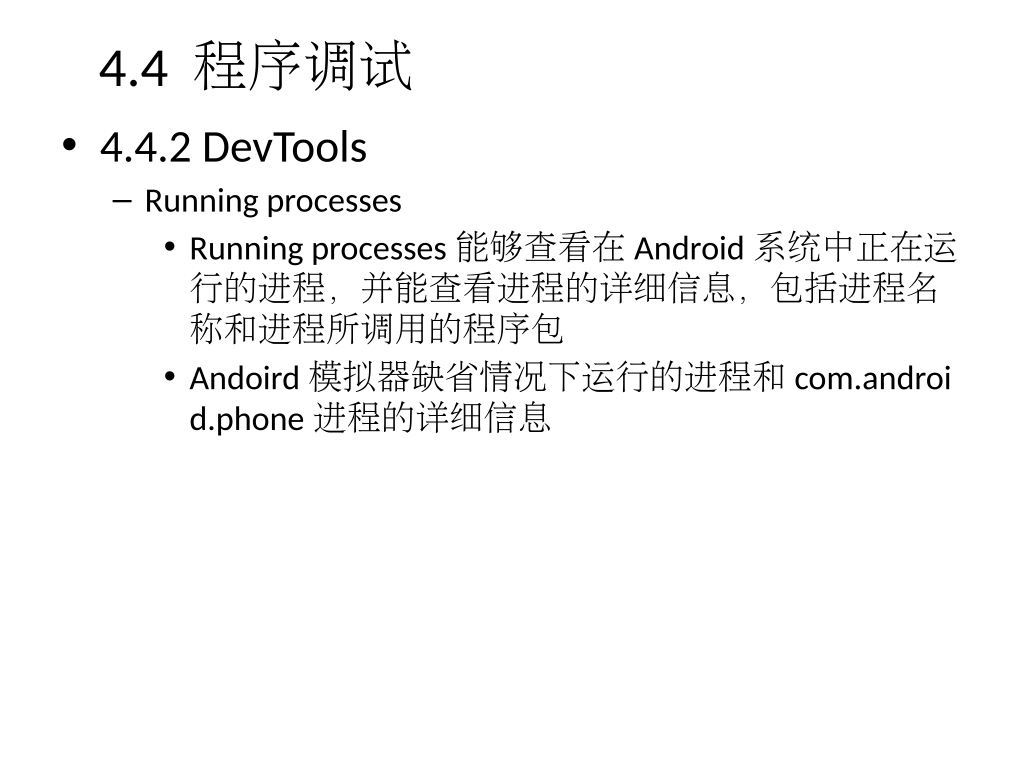 4.4 程序调试
• 4.4.2 DevTools
– Running processes
• Running processes 能够查看在 Android 系统中正在运
行的进程，并能查看进程的详细信息，包括进程名
称和进程所调用的程序包
• Andoird 模拟器缺省情况下运行的进程和 com.androi
d.phone 进程的详细信息